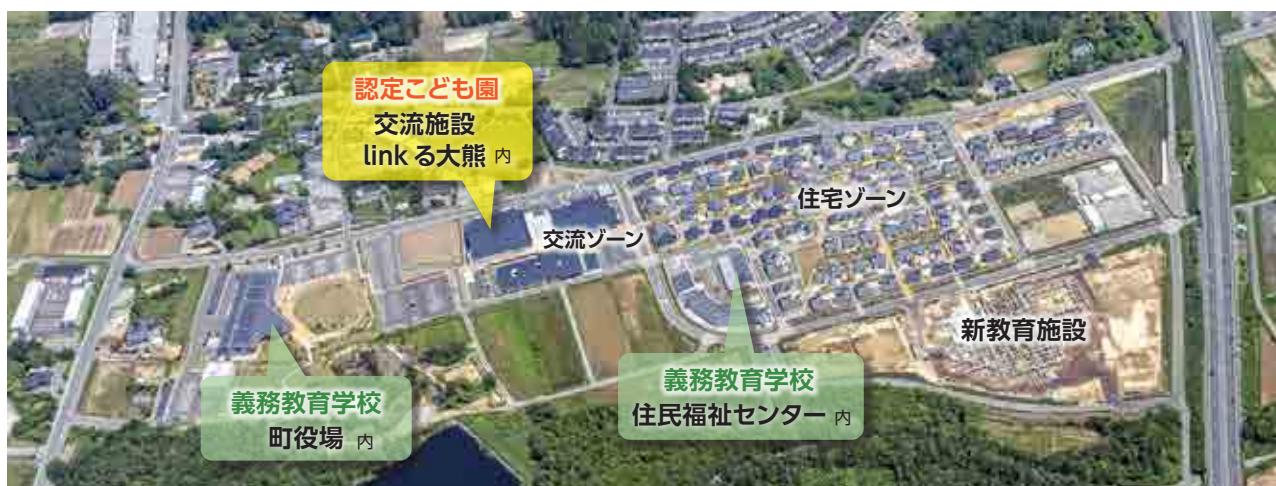 認定こども園
交流施設
linkる大熊 内
交流ゾーン
住宅ゾーン
新教育施設
義務教育学校
町役場 内
義務教育学校
住民福祉センター 内